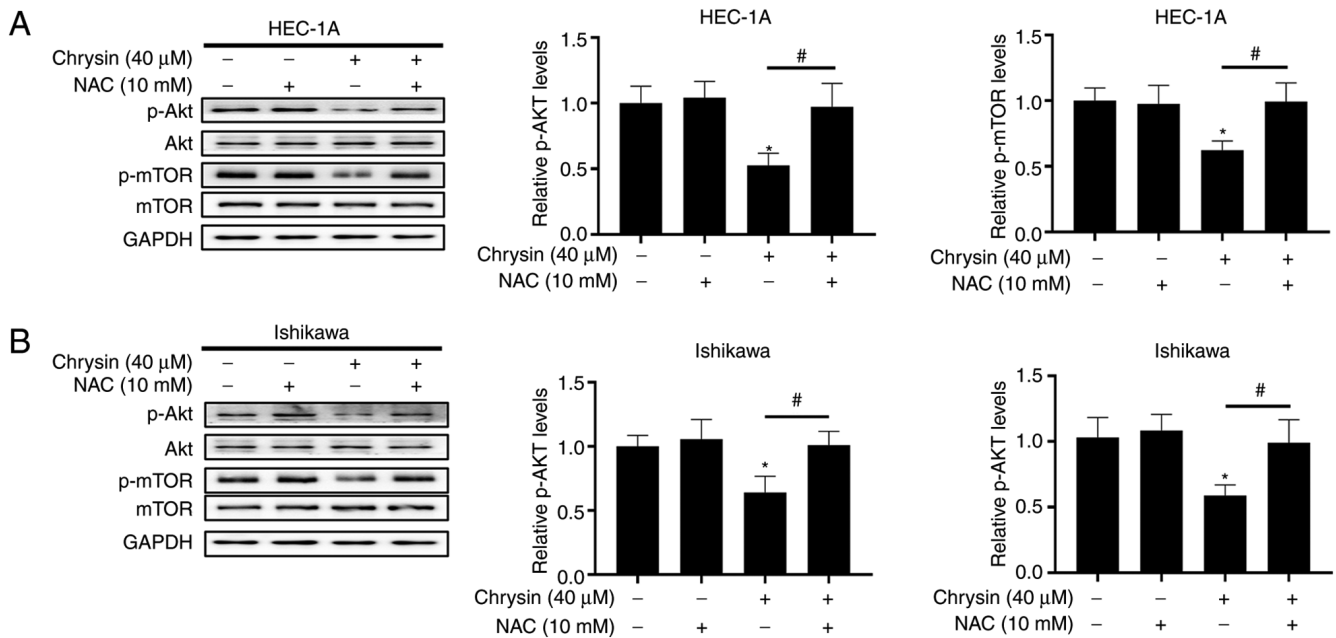 A
HEC-1A
Chrysin (40 μM) – – + +
NAC (10 mM) – + – +
p-Akt
Akt
p-mTOR
mTOR
GAPDH
HEC-1A
Relative p-AKT levels
1.5
1.0
0.5
0.0
#
*
Chrysin (40 μM) – – + +
NAC (10 mM) – + – +
HEC-1A
Relative p-mTOR levels
1.5
1.0
0.5
0.0
#
*
Chrysin (40 μM) – – + +
NAC (10 mM) – + – +
B
Ishikawa
Chrysin (40 μM) – – + +
NAC (10 mM) – + – +
p-Akt
Akt
p-mTOR
mTOR
GAPDH
Ishikawa
Relative p-AKT levels
1.5
1.0
0.5
0.0
#
*
Chrysin (40 μM) – – + +
NAC (10 mM) – + – +
Ishikawa
Relative p-AKT levels
1.5
1.0
0.5
0.0
#
*
Chrysin (40 μM) – – + +
NAC (10 mM) – + – +